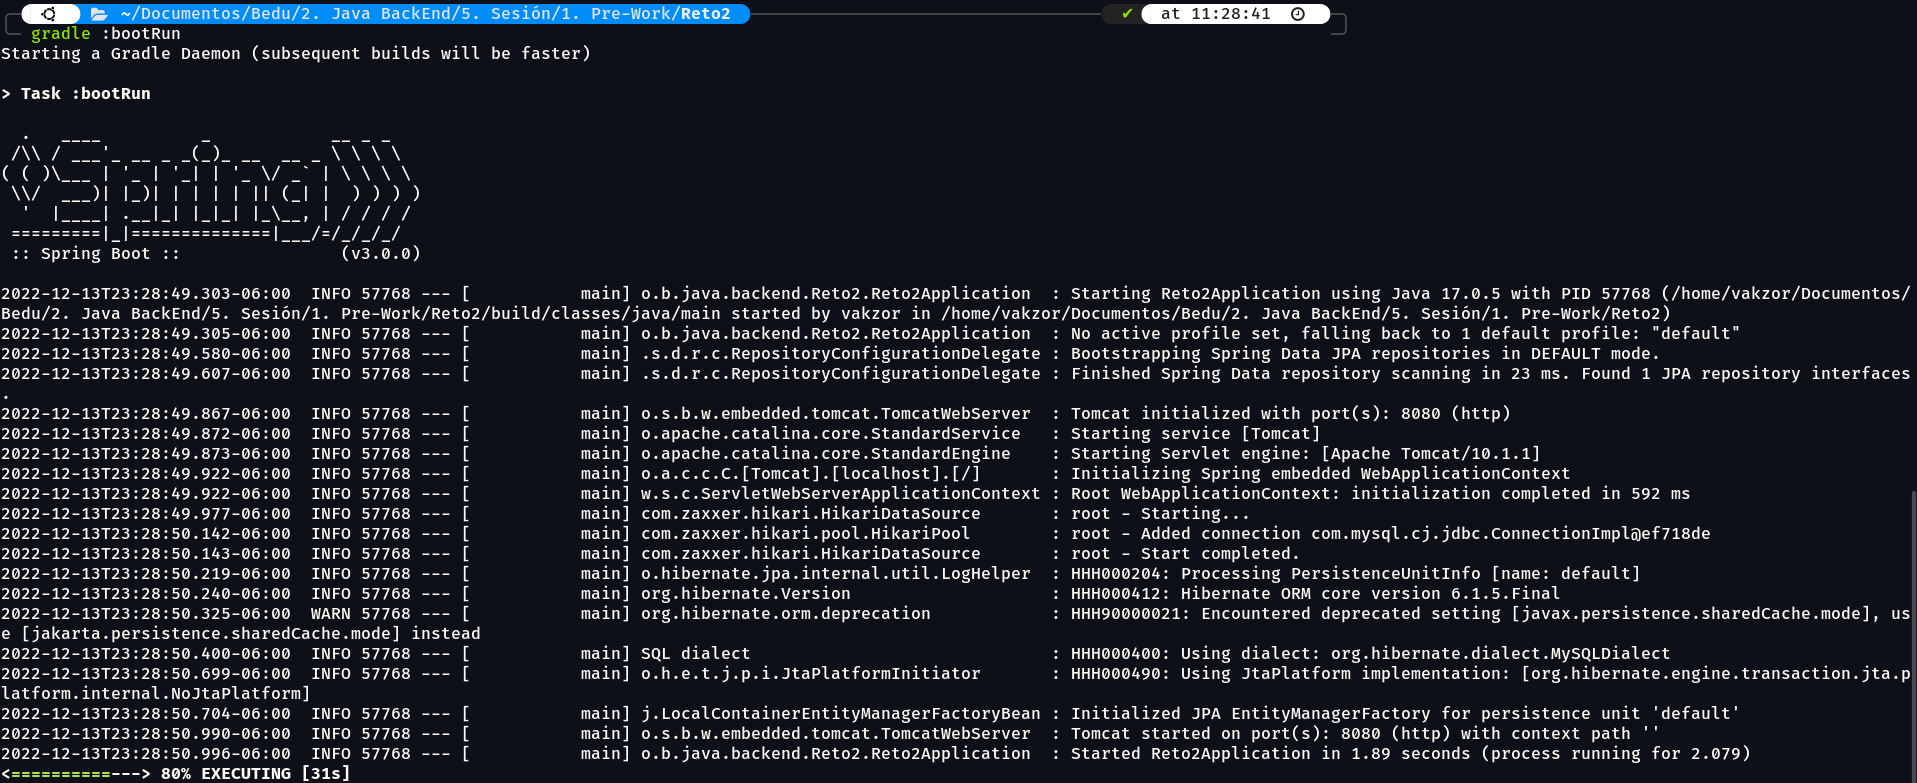 ~/Documentos/Bedu/2. Java BackEnd/5. Sesión/1. Pre-Work/Reto2 ✔ at 11:28:41
gradle :bootRun
Starting a Gradle Daemon (subsequent builds will be faster)
> Task :bootRun
  .   ____          _            __ _ _
 /\\ / ___'_ __ _ _(_)_ __  __ _ \ \ \ \
( ( )\___ | '_ | '_| | '_ \/ _` | \ \ \ \
 \\/  ___)| |_)| | | | | || (_| |  ) ) ) )
  '  |____| .__|_| |_|_| |_\__, | / / / /
 =========|_|==============|___/=/_/_/_/
 :: Spring Boot ::                (v3.0.0)
2022-12-13T23:28:49.303-06:00  INFO 57768 --- [           main] o.b.java.backend.Reto2.Reto2Application  : Starting Reto2Application using Java 17.0.5 with PID 57768 (/home/vakzor/Documentos/
Bedu/2. Java BackEnd/5. Sesión/1. Pre-Work/Reto2/build/classes/java/main started by vakzor in /home/vakzor/Documentos/Bedu/2. Java BackEnd/5. Sesión/1. Pre-Work/Reto2)
2022-12-13T23:28:49.305-06:00  INFO 57768 --- [           main] o.b.java.backend.Reto2.Reto2Application  : No active profile set, falling back to 1 default profile: "default"
2022-12-13T23:28:49.580-06:00  INFO 57768 --- [           main] .s.d.r.c.RepositoryConfigurationDelegate : Bootstrapping Spring Data JPA repositories in DEFAULT mode.
2022-12-13T23:28:49.607-06:00  INFO 57768 --- [           main] .s.d.r.c.RepositoryConfigurationDelegate : Finished Spring Data repository scanning in 23 ms. Found 1 JPA repository interfaces
.
2022-12-13T23:28:49.867-06:00  INFO 57768 --- [           main] o.s.b.w.embedded.tomcat.TomcatWebServer  : Tomcat initialized with port(s): 8080 (http)
2022-12-13T23:28:49.872-06:00  INFO 57768 --- [           main] o.apache.catalina.core.StandardService   : Starting service [Tomcat]
2022-12-13T23:28:49.873-06:00  INFO 57768 --- [           main] o.apache.catalina.core.StandardEngine    : Starting Servlet engine: [Apache Tomcat/10.1.1]
2022-12-13T23:28:49.922-06:00  INFO 57768 --- [           main] o.a.c.c.C.[Tomcat].[localhost].[/]       : Initializing Spring embedded WebApplicationContext
2022-12-13T23:28:49.922-06:00  INFO 57768 --- [           main] w.s.c.ServletWebServerApplicationContext : Root WebApplicationContext: initialization completed in 592 ms
2022-12-13T23:28:49.977-06:00  INFO 57768 --- [           main] com.zaxxer.hikari.HikariDataSource       : root - Starting...
2022-12-13T23:28:50.142-06:00  INFO 57768 --- [           main] com.zaxxer.hikari.pool.HikariPool        : root - Added connection com.mysql.cj.jdbc.ConnectionImpl@ef718de
2022-12-13T23:28:50.143-06:00  INFO 57768 --- [           main] com.zaxxer.hikari.HikariDataSource       : root - Start completed.
2022-12-13T23:28:50.219-06:00  INFO 57768 --- [           main] o.hibernate.jpa.internal.util.LogHelper  : HHH000204: Processing PersistenceUnitInfo [name: default]
2022-12-13T23:28:50.240-06:00  INFO 57768 --- [           main] org.hibernate.Version                    : HHH000412: Hibernate ORM core version 6.1.5.Final
2022-12-13T23:28:50.325-06:00  WARN 57768 --- [           main] org.hibernate.orm.deprecation            : HHH90000021: Encountered deprecated setting [javax.persistence.sharedCache.mode], us
e [jakarta.persistence.sharedCache.mode] instead
2022-12-13T23:28:50.400-06:00  INFO 57768 --- [           main] SQL dialect                              : HHH000400: Using dialect: org.hibernate.dialect.MySQLDialect
2022-12-13T23:28:50.699-06:00  INFO 57768 --- [           main] o.h.e.t.j.p.i.JtaPlatformInitiator       : HHH000490: Using JtaPlatform implementation: [org.hibernate.engine.transaction.jta.p
latform.internal.NoJtaPlatform]
2022-12-13T23:28:50.704-06:00  INFO 57768 --- [           main] j.LocalContainerEntityManagerFactoryBean : Initialized JPA EntityManagerFactory for persistence unit 'default'
2022-12-13T23:28:50.990-06:00  INFO 57768 --- [           main] o.s.b.w.embedded.tomcat.TomcatWebServer  : Tomcat started on port(s): 8080 (http) with context path ''
2022-12-13T23:28:50.996-06:00  INFO 57768 --- [           main] o.b.java.backend.Reto2.Reto2Application  : Started Reto2Application in 1.89 seconds (process running for 2.079)
<==========---> 80% EXECUTING [31s]